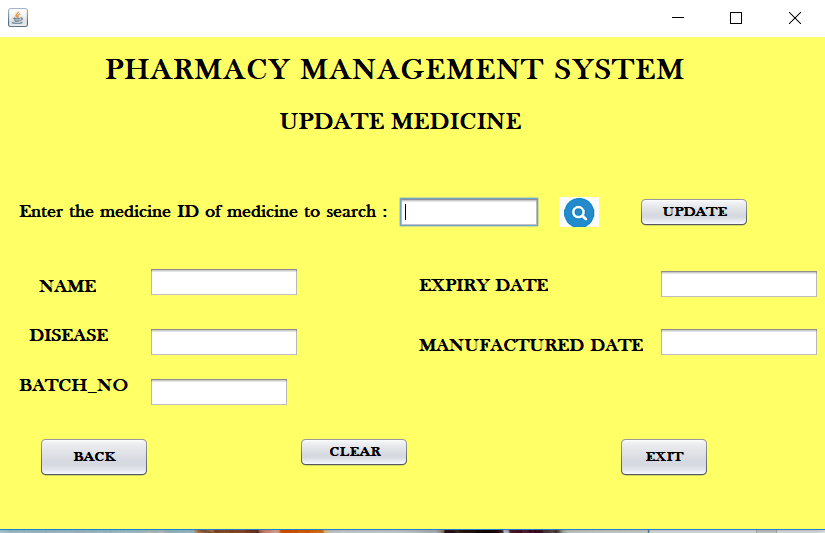 PHARMACY MANAGEMENT SYSTEM
UPDATE MEDICINE
Enter the medicine ID of medicine to search :
UPDATE
NAME
EXPIRY DATE
DISEASE
MANUFACTURED DATE
BATCH_NO
BACK
CLEAR
EXIT